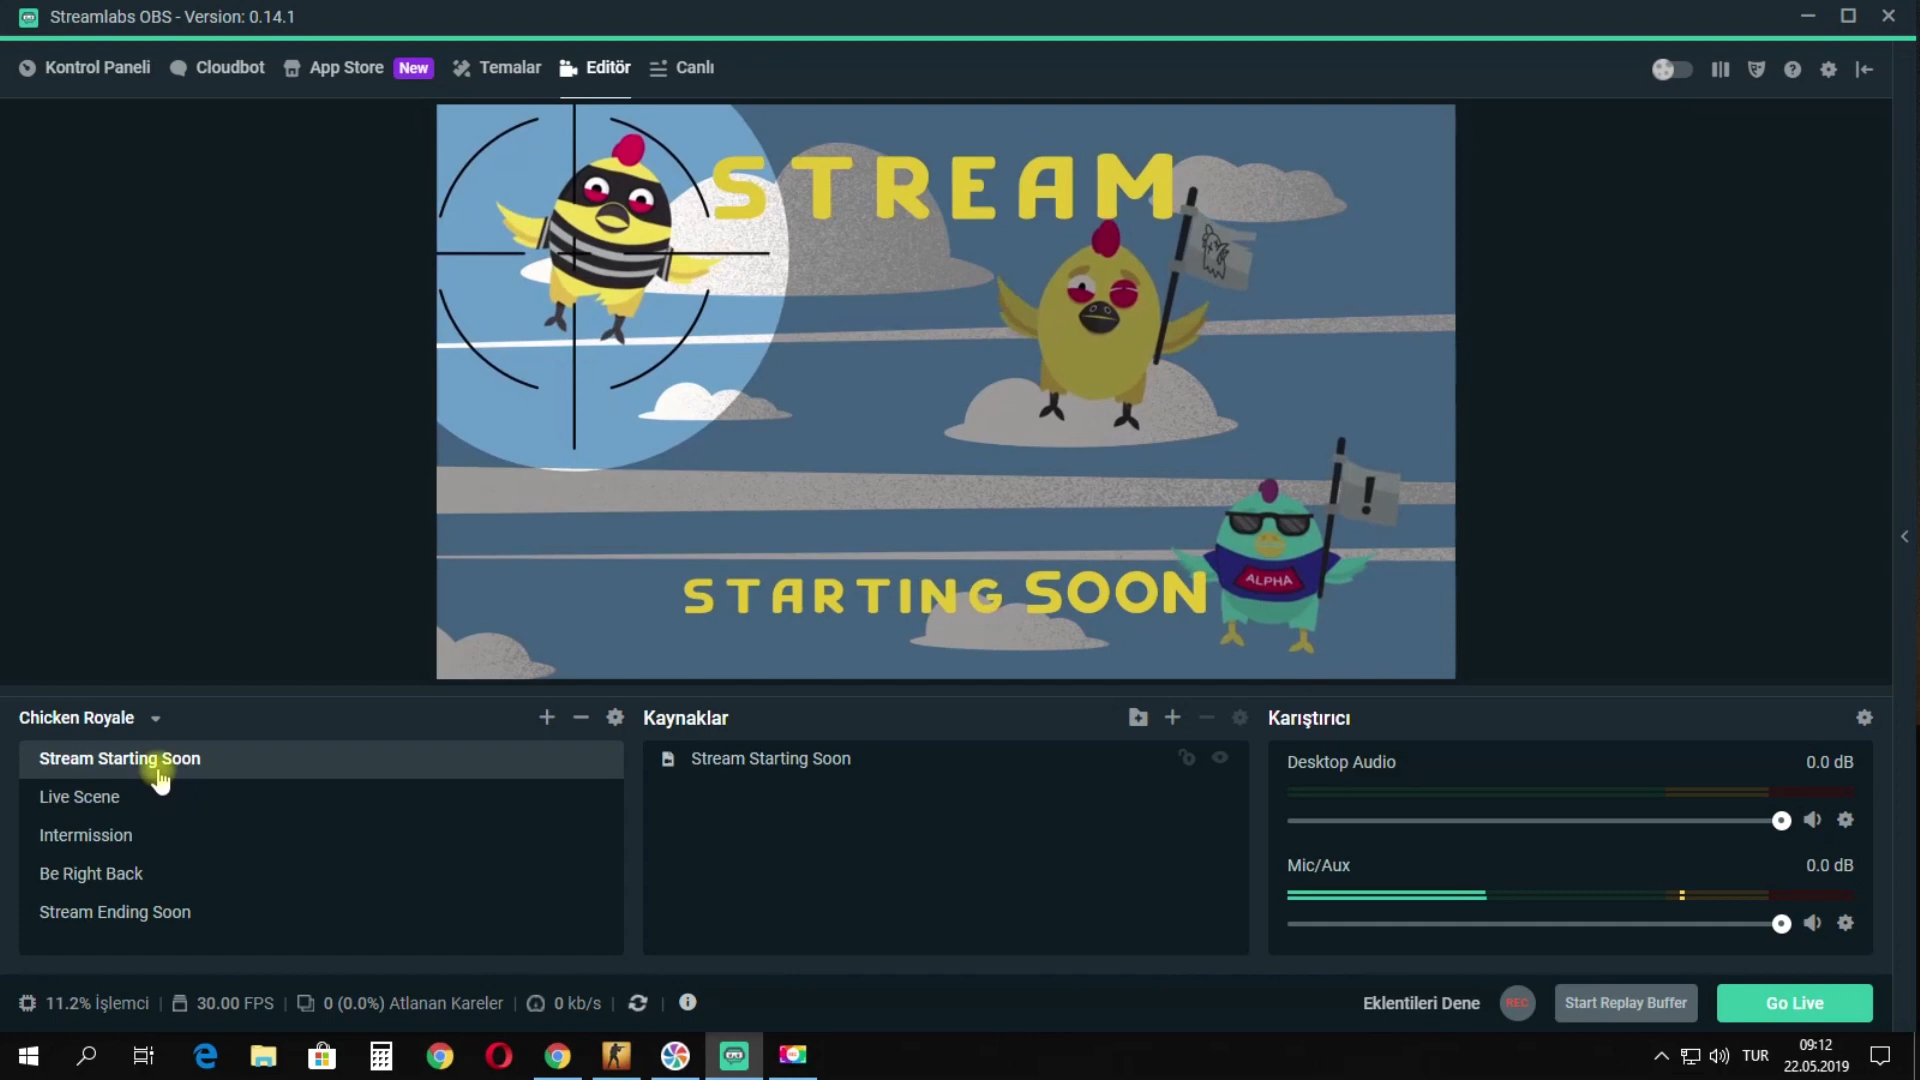 Streamlabs OBS - Version: 0.14.1
Kontrol Paneli
Cloudbot
App Store
New
Temalar
Editör
Canlı
STREAM
ALPHA
!
STARTING SOON
Chicken Royale
Kaynaklar
Karıştırıcı
Stream Starting Soon
Live Scene
Intermission
Be Right Back
Stream Ending Soon
Stream Starting Soon
Desktop Audio
0.0 dB
Mic/Aux
0.0 dB
11.2% İşlemci
30.00 FPS
0 (0.0%) Atlanan Kareler
0 kb/s
Eklentileri Dene
REC
Start Replay Buffer
Go Live
TUR
09:12
22.05.2019